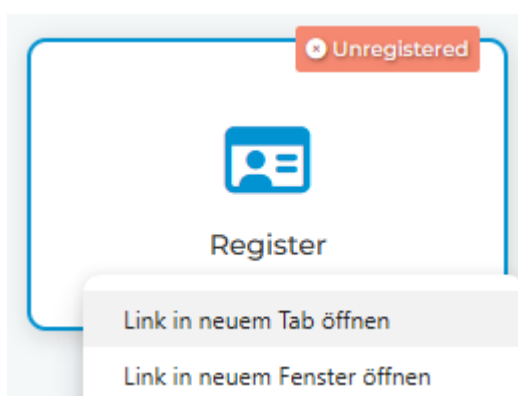 Unregistered
Register
Link in neuem Tab öffnen
Link in neuem Fenster öffnen